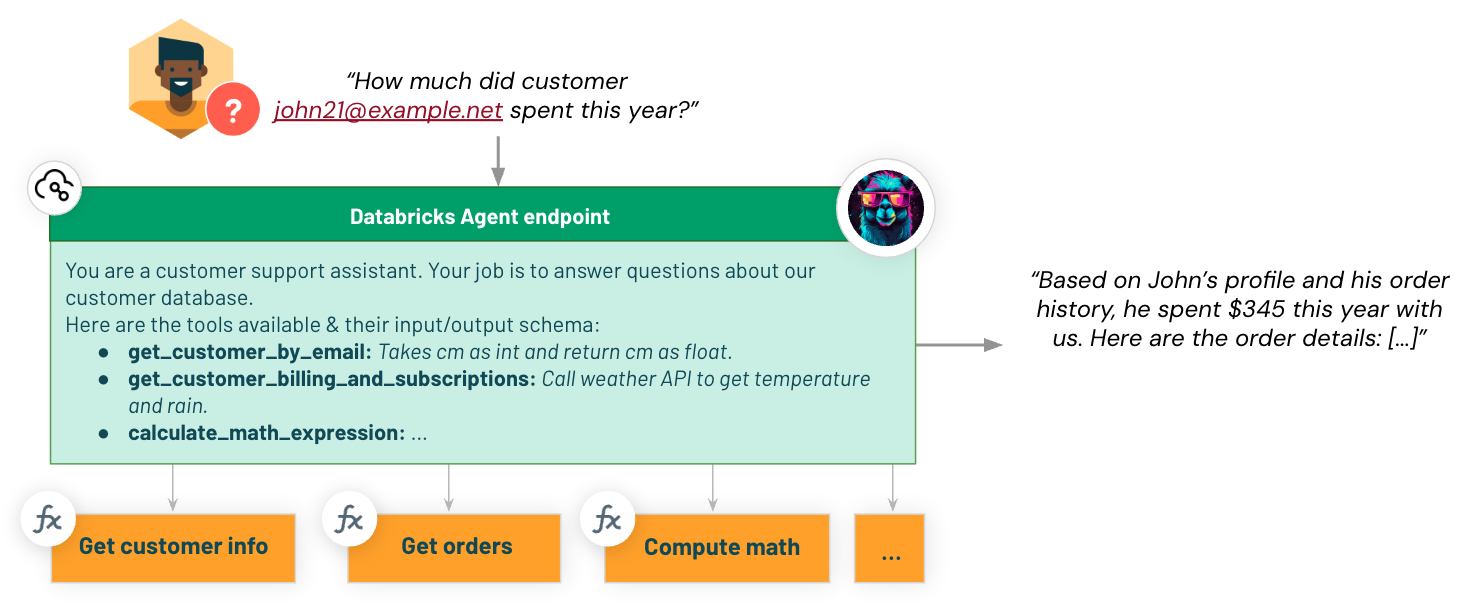 “How much did customer
john21@example.net spent this year?”
?
Databricks Agent endpoint
You are a customer support assistant. Your job is to answer questions about our
customer database.
Here are the tools available & their input/output schema:
● get_customer_by_email: Takes cm as int and return cm as float.
● get_customer_billing_and_subscriptions: Call weather API to get temperature
and rain.
● calculate_math_expression: ...
“Based on John’s profile and his order
history, he spent $345 this year with
us. Here are the order details: [...]”
fx
Get customer info
fx
Get orders
fx
Compute math
...